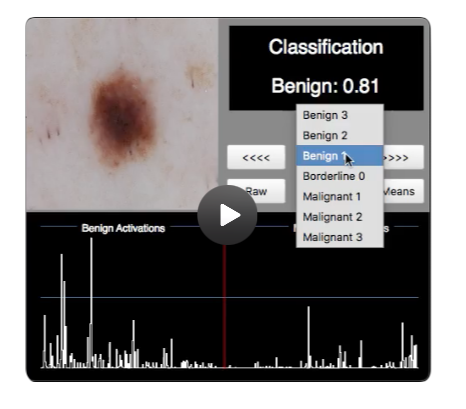 Classification
Benign: 0.81
Benign 3
Benign 2
Benign 1
Borderline 0
Malignant 1
Malignant 2
Malignant 3
<<<<
>>>
Raw
Means
Benign Activations